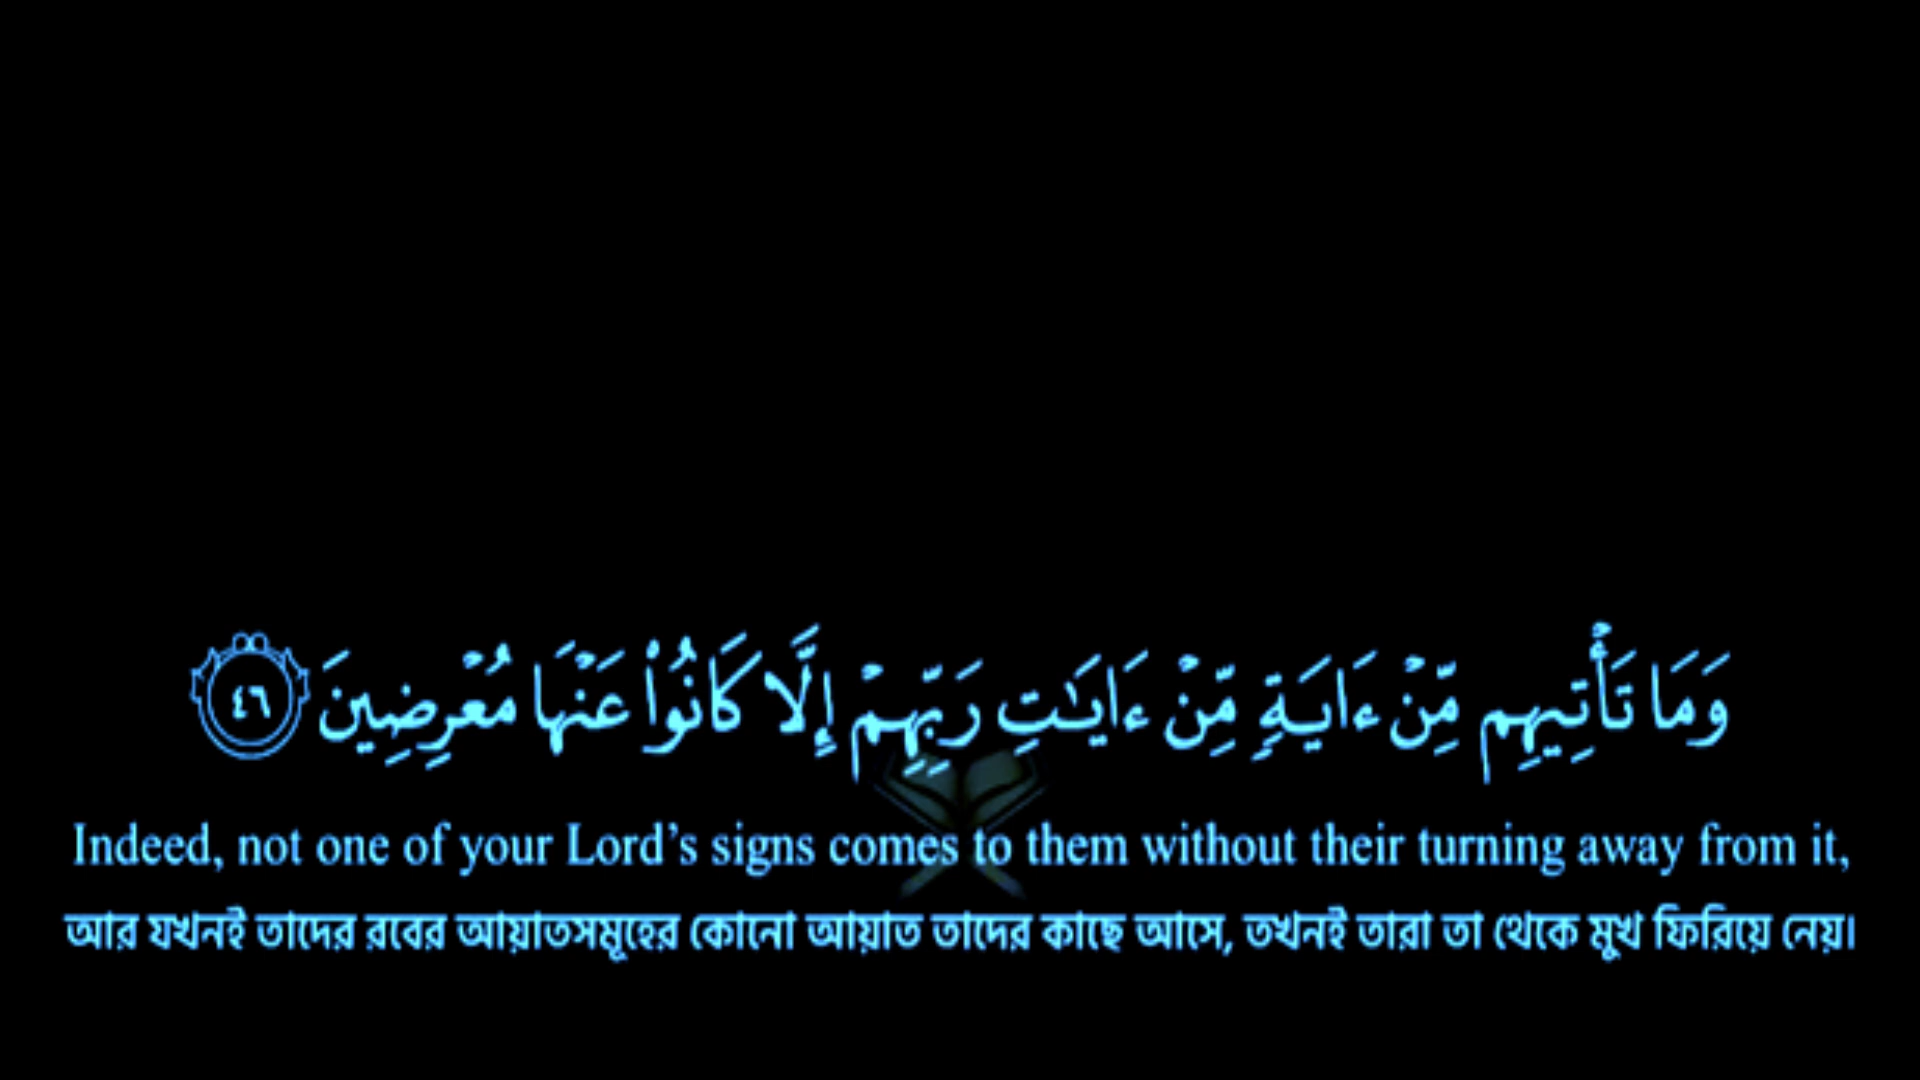 وَمَا تَأْتِيهِم مِّنْ ءَايَةٍ مِّنْ ءَايَـٰتِ رَبِّهِمْ إِلَّا كَانُوا۟ عَنْهَا مُعْرِضِينَ ٤٦
Indeed, not one of your Lord’s signs comes to them without their turning away from it,
আর যখনই তাদের রবের আয়াতসমূহের কোনো আয়াত তাদের কাছে আসে, তখনই তারা তা থেকে মুখ ফিরিয়ে নেয়।